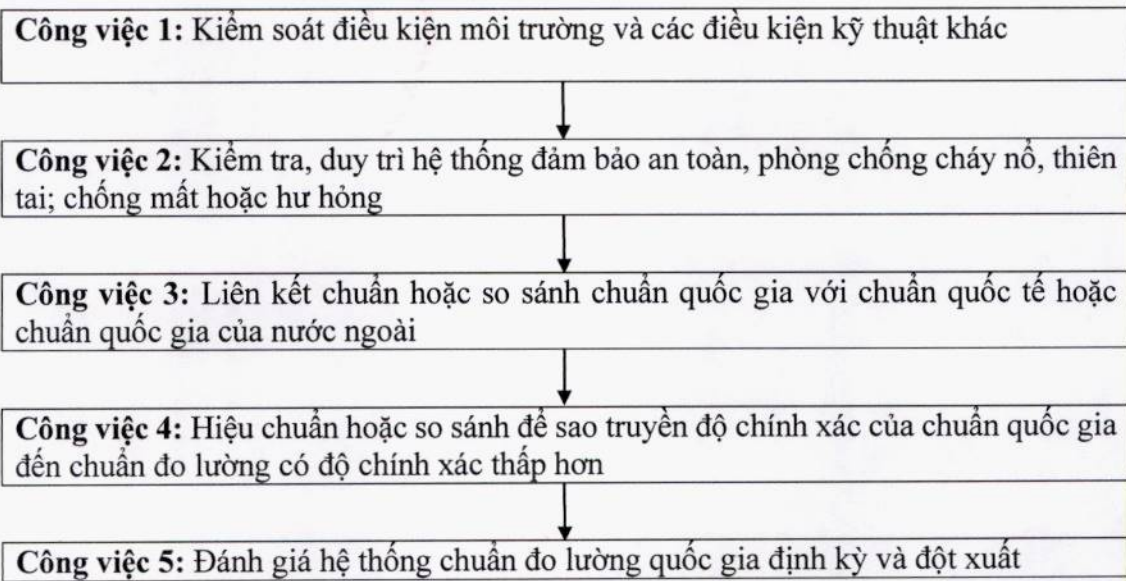 Công việc 1: Kiểm soát điều kiện môi trường và các điều kiện kỹ thuật khác
Công việc 2: Kiểm tra, duy trì hệ thống đảm bảo an toàn, phòng chống cháy nổ, thiên
tai; chống mất hoặc hư hỏng
Công việc 3: Liên kết chuẩn hoặc so sánh chuẩn quốc gia với chuẩn quốc tế hoặc
chuẩn quốc gia của nước ngoài
Công việc 4: Hiệu chuẩn hoặc so sánh để sao truyền độ chính xác của chuẩn quốc gia
đến chuẩn đo lường có độ chính xác thấp hơn
Công việc 5: Đánh giá hệ thống chuẩn đo lường quốc gia định kỳ và đột xuất